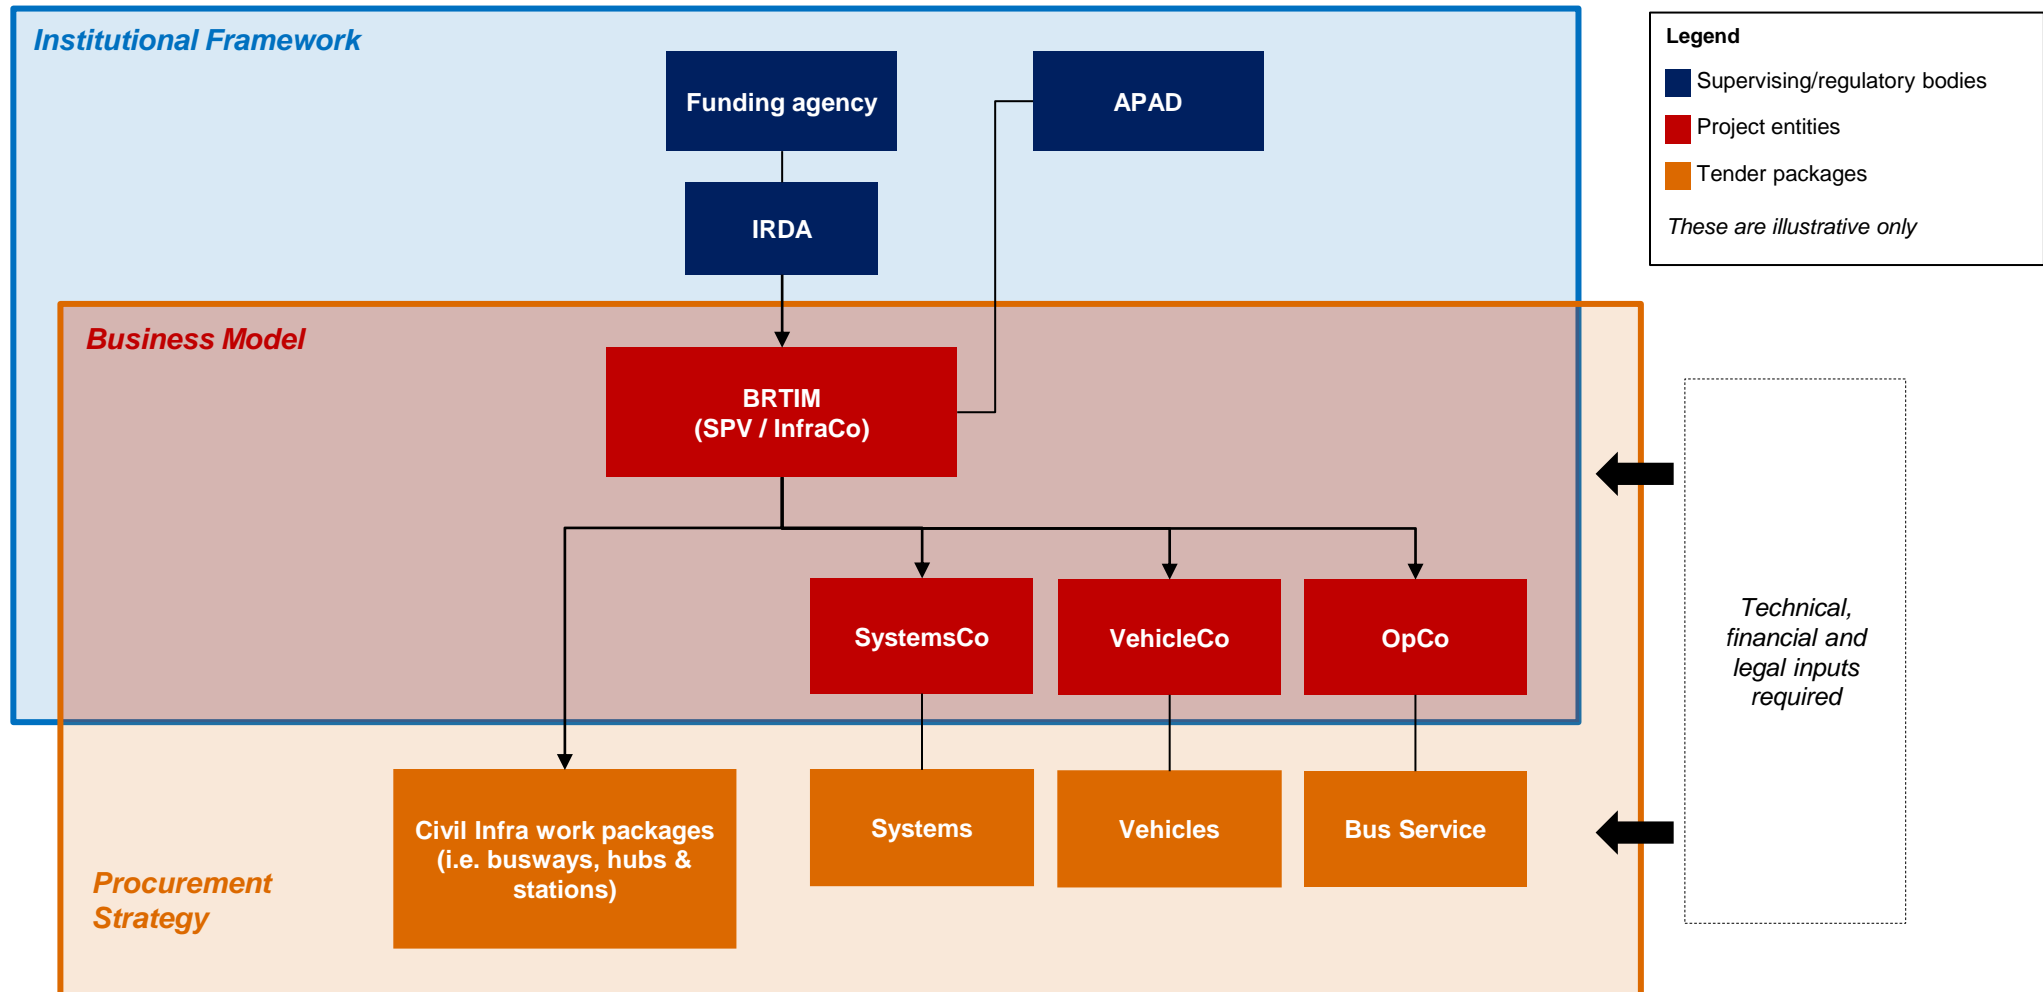 Institutional Framework
Funding agency
APAD
IRDA
Legend
Supervising/regulatory bodies
Project entities
Tender packages
These are illustrative only
Business Model
BRTIM
(SPV / InfraCo)
SystemsCo
VehicleCo
OpCo
Technical,
financial and
legal inputs
required
Civil Infra work packages
(i.e. busways, hubs &
stations)
Systems
Vehicles
Bus Service
Procurement
Strategy